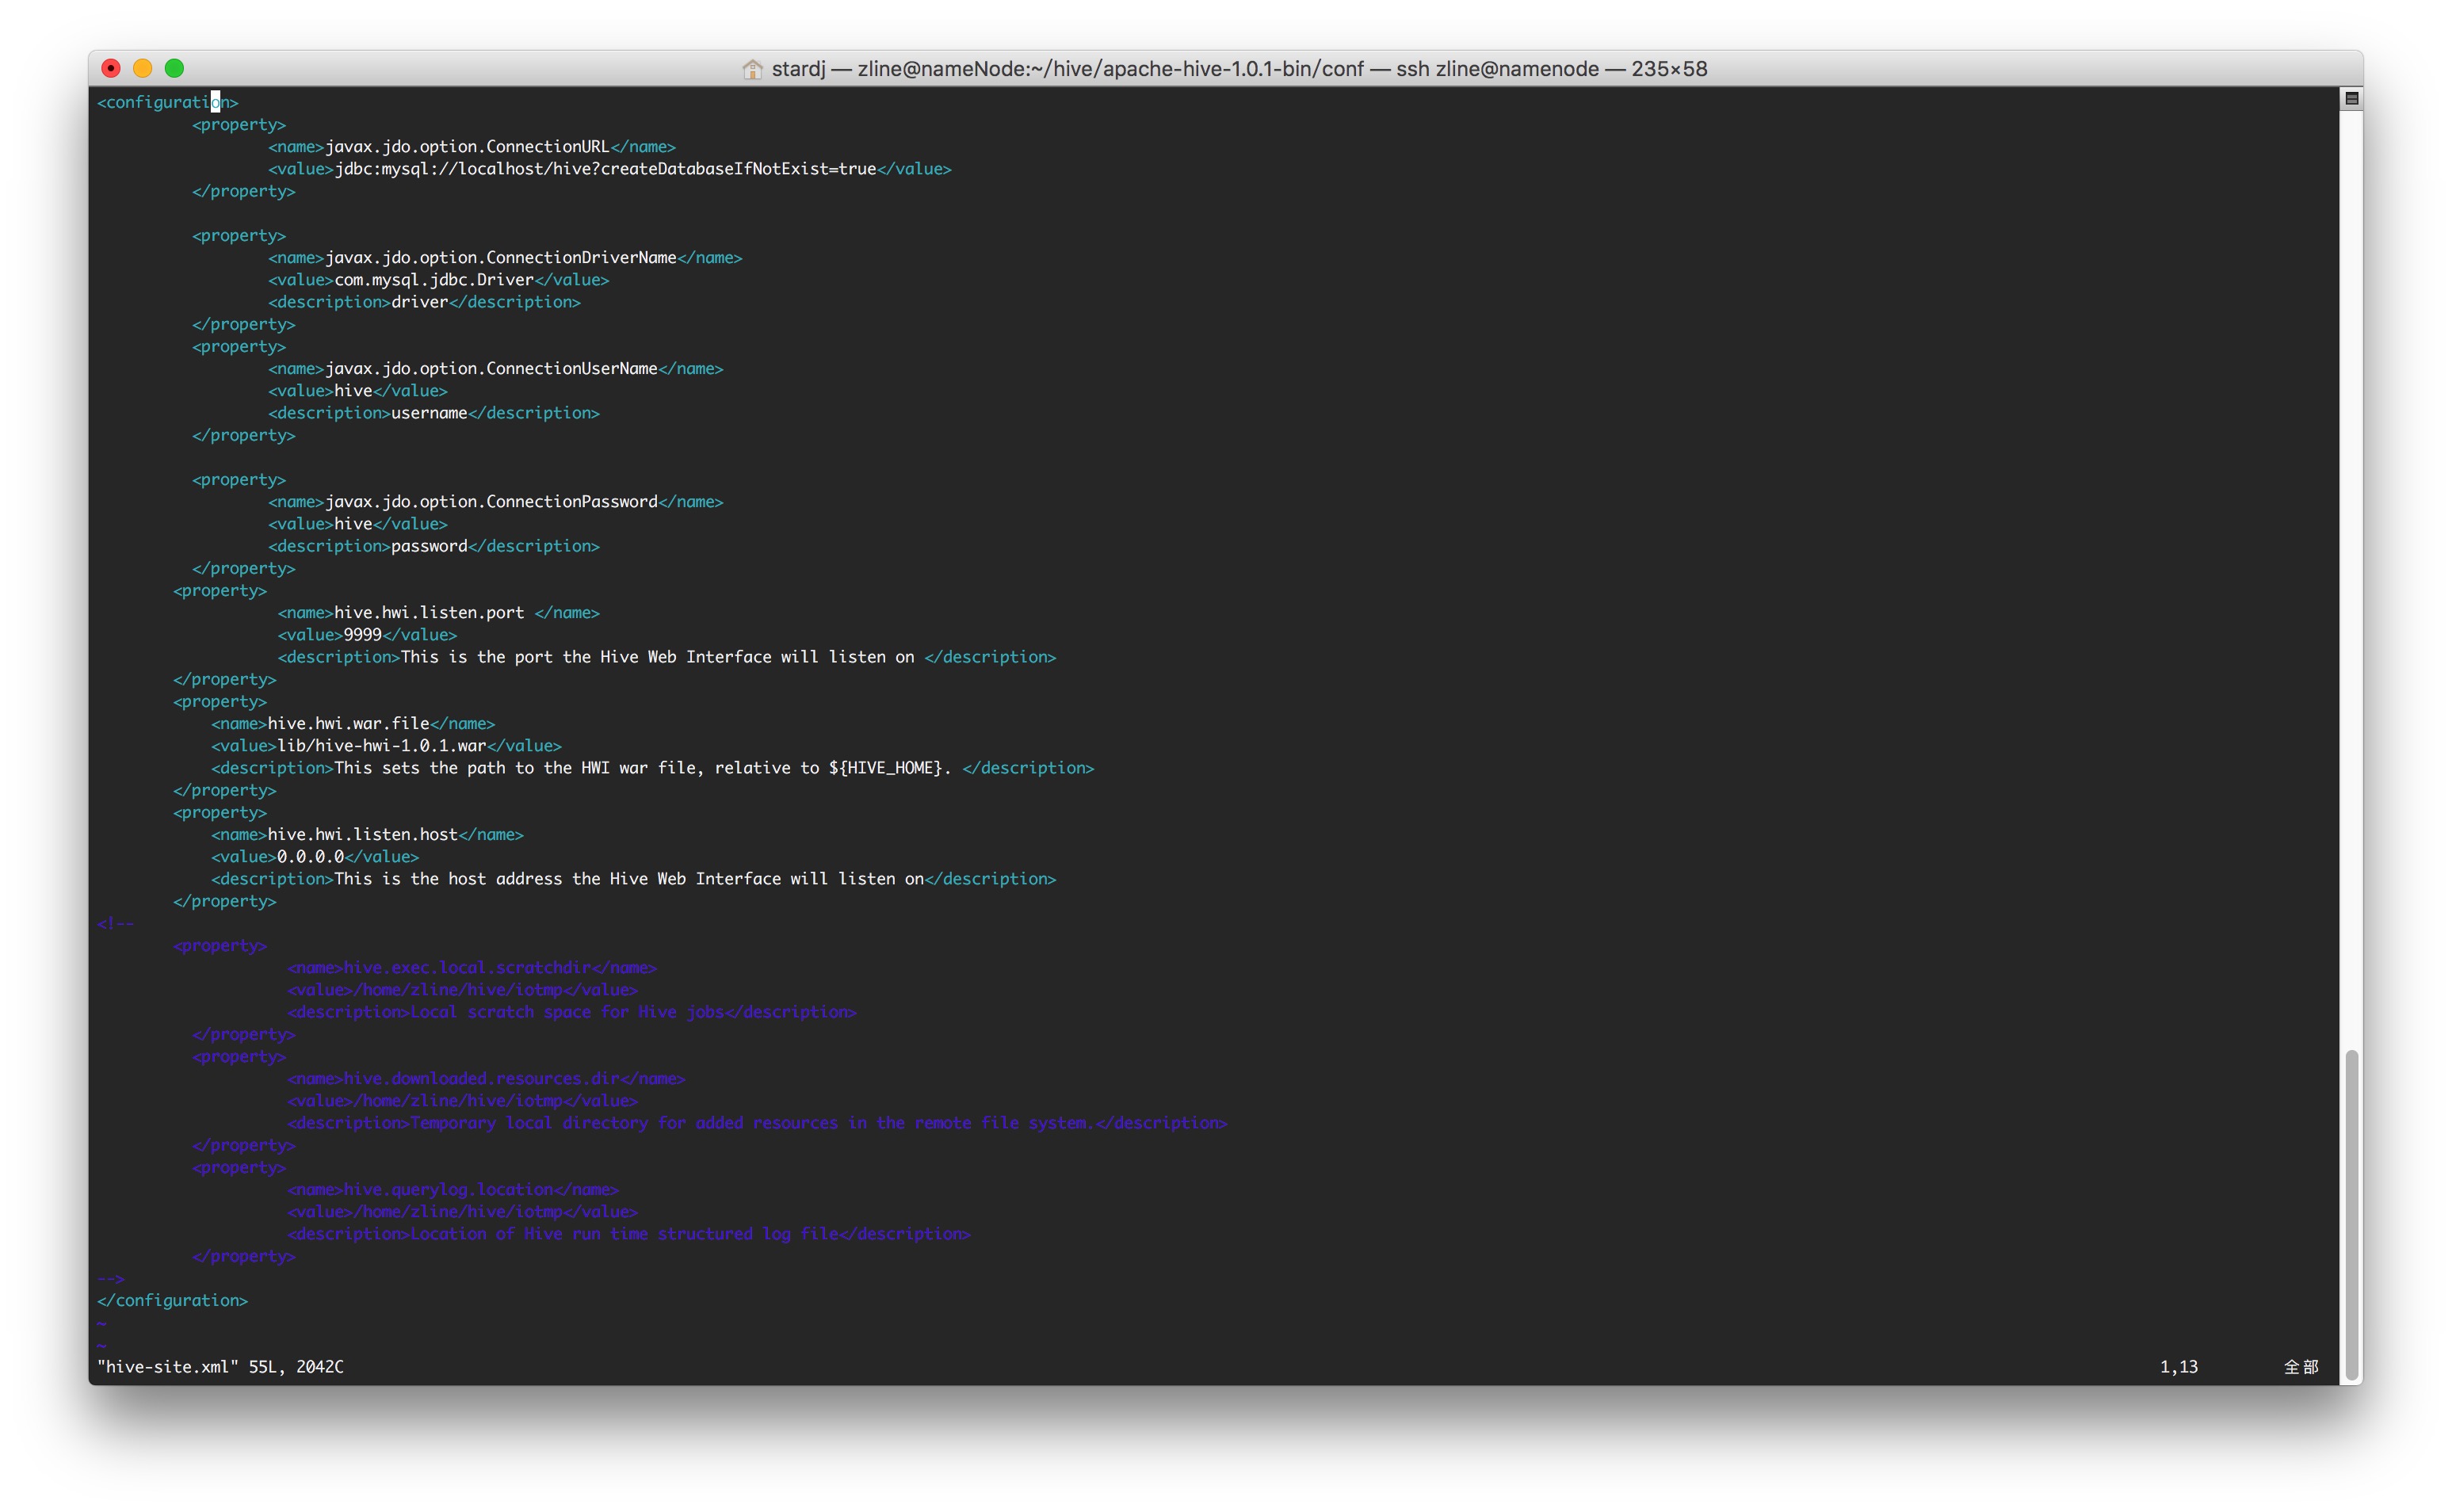 stardj — zline@nameNode:~/hive/apache-hive-1.0.1-bin/conf — ssh zline@namenode — 235×58
<configuration>
<property>
<name>javax.jdo.option.ConnectionURL</name>
<value>jdbc:mysql://localhost/hive?createDatabaseIfNotExist=true</value>
</property>
<property>
<name>javax.jdo.option.ConnectionDriverName</name>
<value>com.mysql.jdbc.Driver</value>
<description>driver</description>
</property>
<property>
<name>javax.jdo.option.ConnectionUserName</name>
<value>hive</value>
<description>username</description>
</property>
<property>
<name>javax.jdo.option.ConnectionPassword</name>
<value>hive</value>
<description>password</description>
</property>
<property>
<name>hive.hwi.listen.port </name>
<value>9999</value>
<description>This is the port the Hive Web Interface will listen on </description>
</property>
<property>
<name>hive.hwi.war.file</name>
<value>lib/hive-hwi-1.0.1.war</value>
<description>This sets the path to the HWI war file, relative to ${HIVE_HOME}. </description>
</property>
<property>
<name>hive.hwi.listen.host</name>
<value>0.0.0.0</value>
<description>This is the host address the Hive Web Interface will listen on</description>
</property>
<!--
<property>
<name>hive.exec.local.scratchdir</name>
<value>/home/zline/hive/iotmp</value>
<description>Local scratch space for Hive jobs</description>
</property>
<property>
<name>hive.downloaded.resources.dir</name>
<value>/home/zline/hive/iotmp</value>
<description>Temporary local directory for added resources in the remote file system.</description>
</property>
<property>
<name>hive.querylog.location</name>
<value>/home/zline/hive/iotmp</value>
<description>Location of Hive run time structured log file</description>
</property>
-->
</configuration>
~
~
"hive-site.xml" 55L, 2042C 1,13 全部